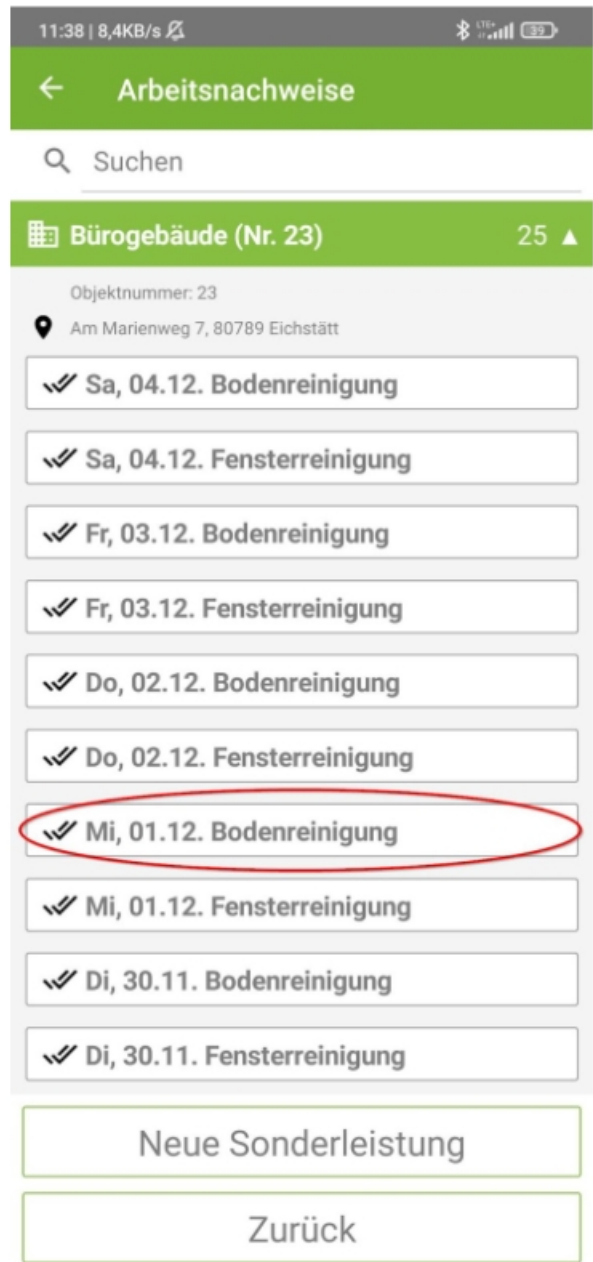 11:38 | 8,4KB/s
LTE+
39
Arbeitsnachweise
Suchen
Bürogebäude (Nr. 23) 25 ▲
Objektnummer: 23
Am Marienweg 7, 80789 Eichstätt
Sa, 04.12. Bodenreinigung
Sa, 04.12. Fensterreinigung
Fr, 03.12. Bodenreinigung
Fr, 03.12. Fensterreinigung
Do, 02.12. Bodenreinigung
Do, 02.12. Fensterreinigung
Mi, 01.12. Bodenreinigung
Mi, 01.12. Fensterreinigung
Di, 30.11. Bodenreinigung
Di, 30.11. Fensterreinigung
Neue Sonderleistung
Zurück